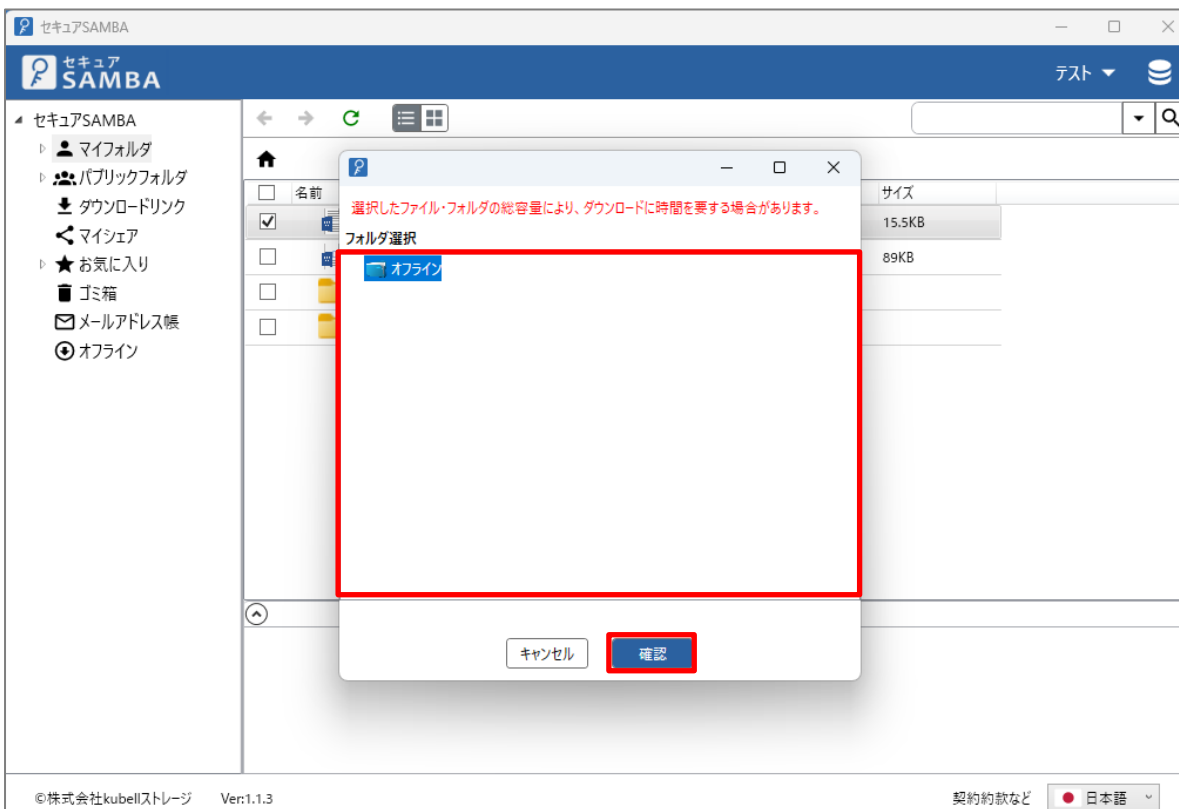 セキュアSAMBA
セキュア
SAMBA
テスト
セキュアSAMBA
マイフォルダ
パブリックフォルダ
ダウンロードリンク
マイシェア
お気に入り
ゴミ箱
メールアドレス帳
オフライン
名前
サイズ
15.5KB
89KB
選択したファイル・フォルダの総容量により、ダウンロードに時間を要する場合があります。
フォルダ選択
オフライン
キャンセル
確認
©株式会社kubellストレージ Ver:1.1.3
契約約款など 日本語